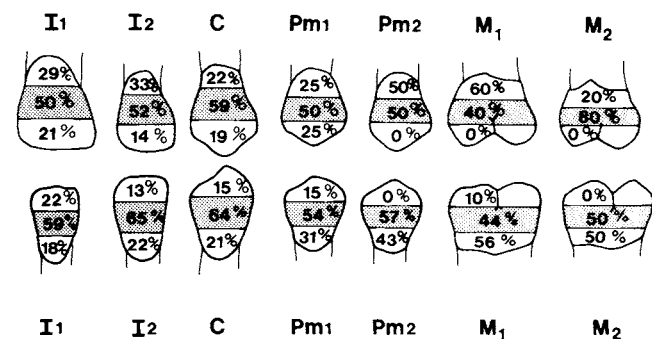 I1 I2 C Pm1 Pm2 M1 M2
29% 33% 22% 25% 50% 60% 20%
50% 52% 59% 50% 50% 40% 80%
21% 14% 19% 25% 0% 0% 0%
22% 13% 15% 15% 0% 10% 0%
59% 65% 64% 54% 57% 44% 50%
18% 22% 21% 31% 43% 56% 50%
I1 I2 C Pm1 Pm2 M1 M2